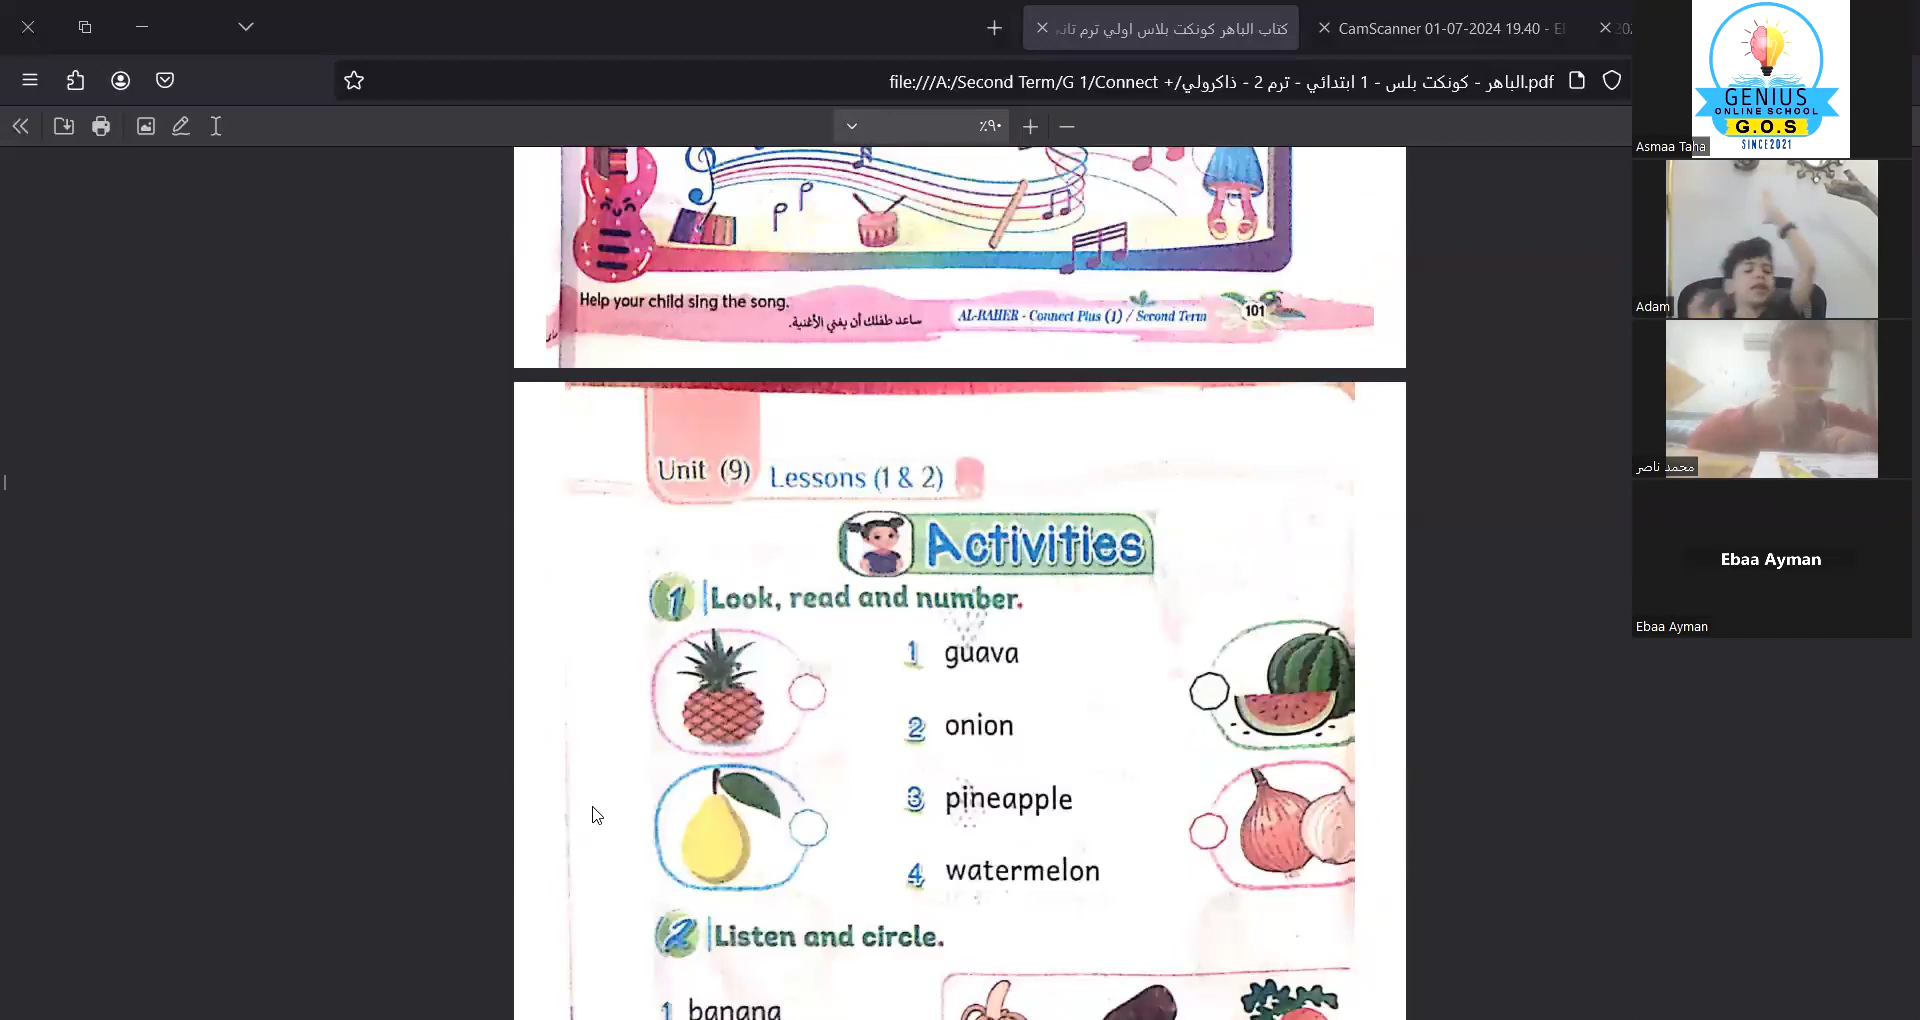 كتاب الباهر كونكت بلاس اولي ترم تاني
CamScanner 01-07-2024 19.40 - El
file:///A:/Second Term/G 1/Connect +/الباهر - كونكت بلس - 1 ابتدائي - ترم 2 - ذاكرولي.pdf
٪٩٠
Help your child sing the song.
ساعد طفلك أن يغني الأغنية.
AL-BAHER - Connect Plus (1) / Second Term
101
Unit (9) Lessons (1 & 2)
Activities
1 Look, read and number.
1 guava
2 onion
3 pineapple
4 watermelon
2 Listen and circle.
1 banana
GENIUS
ONLINE SCHOOL
G.O.S
SINCE2021
Asmaa Taha
Adam
محمد ناصر
Ebaa Ayman
Ebaa Ayman